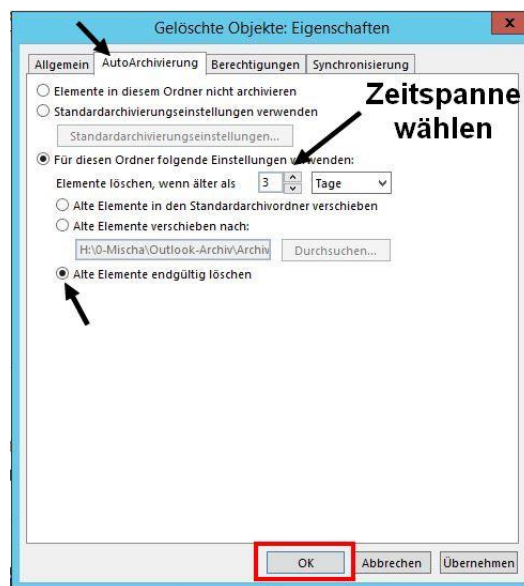 Gelöschte Objekte: Eigenschaften
x
Allgemein AutoArchivierung Berechtigungen Synchronisierung
Elemente in diesem Ordner nicht archivieren
Standardarchivierungseinstellungen verwenden
Zeitspanne
wählen
Standardarchivierungseinstellungen...
Für diesen Ordner folgende Einstellungen verwenden:
Elemente löschen, wenn älter als 3 Tage
Alte Elemente in den Standardarchivordner verschieben
Alte Elemente verschieben nach:
H:\0-Mischa\Outlook-Archiv\Archiv Durchsuchen...
Alte Elemente endgültig löschen
OK Abbrechen Übernehmen